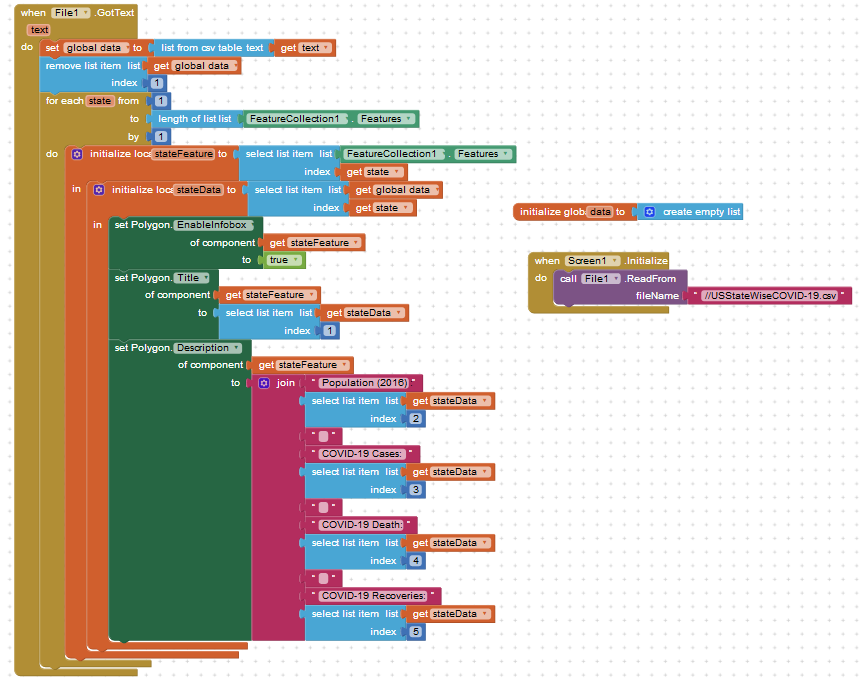 when File1 .GotText
text
do set global data to list from csv table text get text
remove list item list get global data
index 1
for each state from 1
to length of list list FeatureCollection1 . Features
by 1
do initialize loca stateFeature to select list item list FeatureCollection1 . Features
index get state
in initialize loca stateData to select list item list get global data
index get state
in set Polygon. EnableInfobox
of component get stateFeature
to true
set Polygon. Title
of component get stateFeature
to select list item list get stateData
index 1
set Polygon. Description
of component get stateFeature
to join " Population (2016) "
select list item list get stateData
index 2
" "
" COVID-19 Cases: "
select list item list get stateData
index 3
" "
" COVID-19 Death: "
select list item list get stateData
index 4
" "
" COVID-19 Recoveries: "
select list item list get stateData
index 5
initialize globa data to create empty list
when Screen1 .Initialize
do call File1 .ReadFrom
fileName " //USStateWiseCOVID-19.csv "